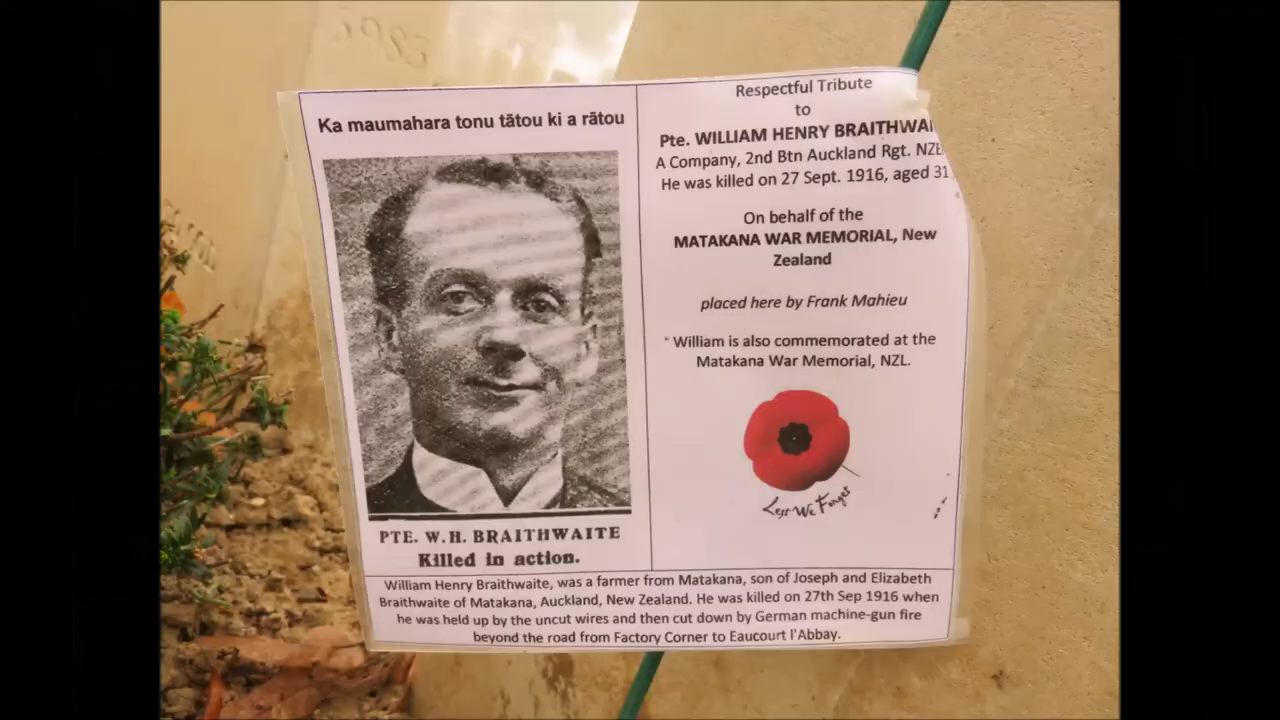 Ka maumahara tonu tātou ki a rātou
PTE. W.H. BRAITHWAITE
Killed in action.
Respectful Tribute
to
Pte. WILLIAM HENRY BRAITHWAI
A Company, 2nd Btn Auckland Rgt. NZE
He was killed on 27 Sept. 1916, aged 31
On behalf of the
MATAKANA WAR MEMORIAL, New
Zealand
placed here by Frank Mahieu
William is also commemorated at the
Matakana War Memorial, NZL.
Lest We Forget
William Henry Braithwaite, was a farmer from Matakana, son of Joseph and Elizabeth
Braithwaite of Matakana, Auckland, New Zealand. He was killed on 27th Sep 1916 when
he was held up by the uncut wires and then cut down by German machine-gun fire
beyond the road from Factory Corner to Eaucourt l'Abbay.